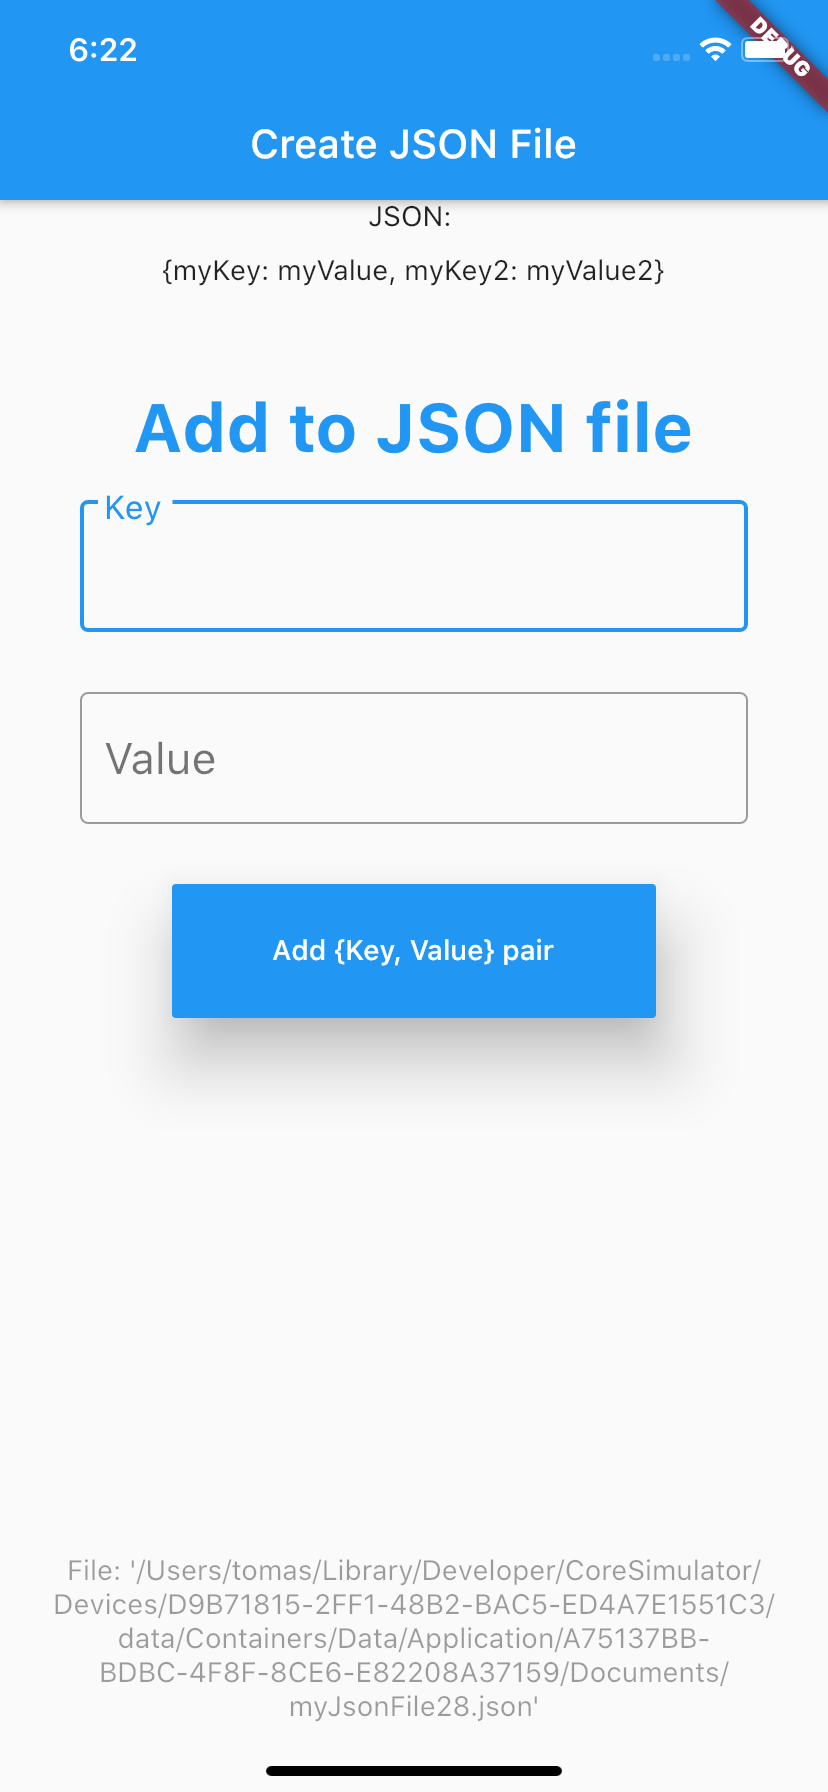 6:22
DEBUG
Create JSON File
JSON:
{myKey: myValue, myKey2: myValue2}
Add to JSON file
Key
Value
Add {Key, Value} pair
File: '/Users/tomas/Library/Developer/CoreSimulator/
Devices/D9B71815-2FF1-48B2-BAC5-ED4A7E1551C3/
data/Containers/Data/Application/A75137BB-
BDBC-4F8F-8CE6-E82208A37159/Documents/
myJsonFile28.json'